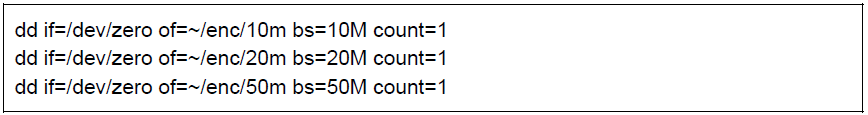 dd if=/dev/zero of=~/enc/10m bs=10M count=1
dd if=/dev/zero of=~/enc/20m bs=20M count=1
dd if=/dev/zero of=~/enc/50m bs=50M count=1